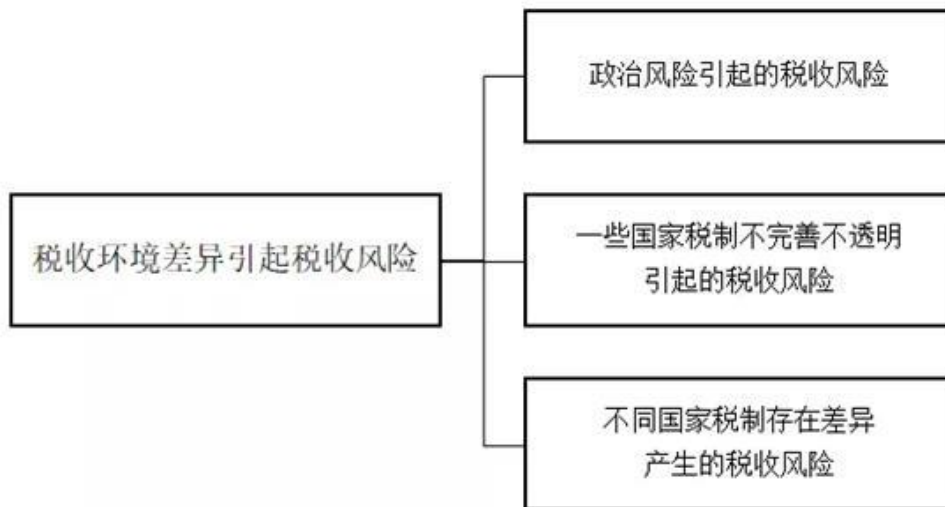 政治风险引起的税收风险
税收环境差异引起税收风险
一些国家税制不完善不透明
引起的税收风险
不同国家税制存在差异
产生的税收风险